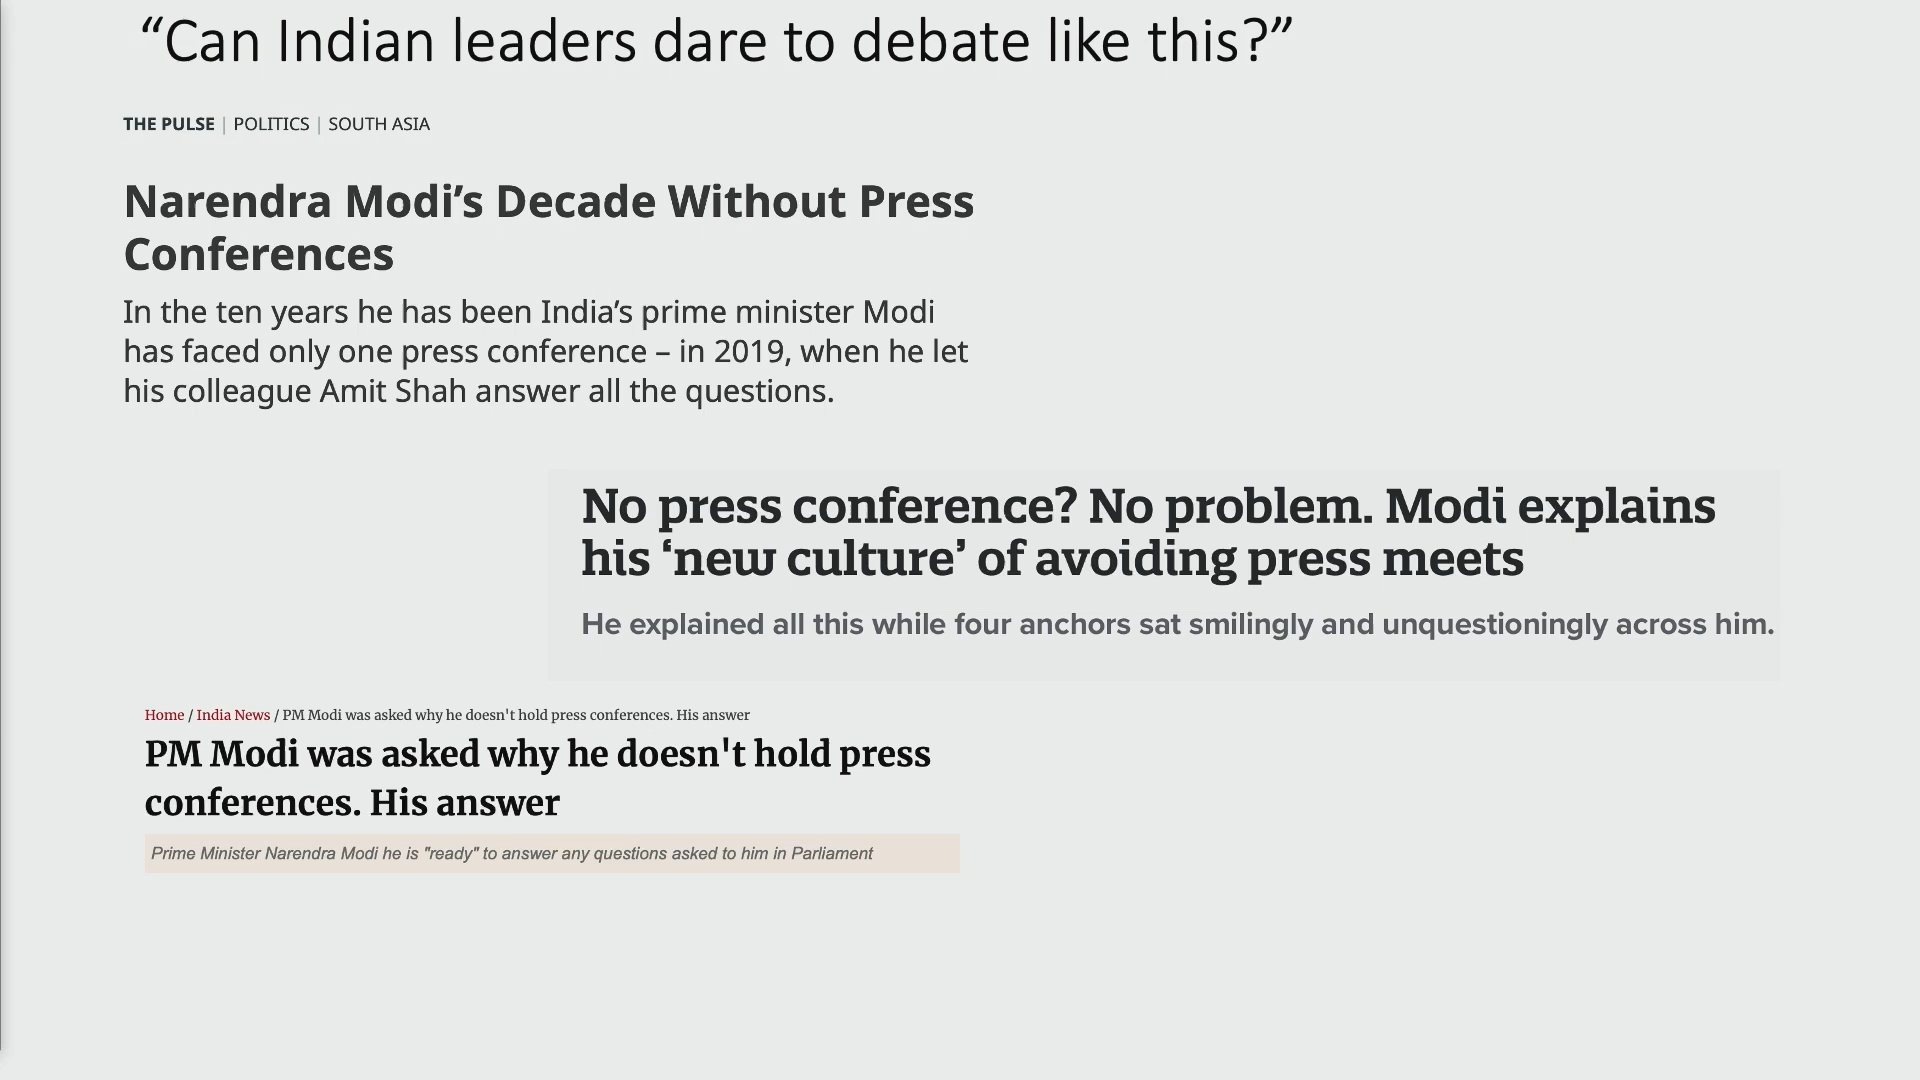 “Can Indian leaders dare to debate like this?”
THE PULSE | POLITICS | SOUTH ASIA
Narendra Modi’s Decade Without Press
Conferences
In the ten years he has been India’s prime minister Modi
has faced only one press conference – in 2019, when he let
his colleague Amit Shah answer all the questions.
No press conference? No problem. Modi explains
his ‘new culture’ of avoiding press meets
He explained all this while four anchors sat smilingly and unquestioningly across him.
Home / India News / PM Modi was asked why he doesn't hold press conferences. His answer
PM Modi was asked why he doesn't hold press
conferences. His answer
Prime Minister Narendra Modi he is "ready" to answer any questions asked to him in Parliament